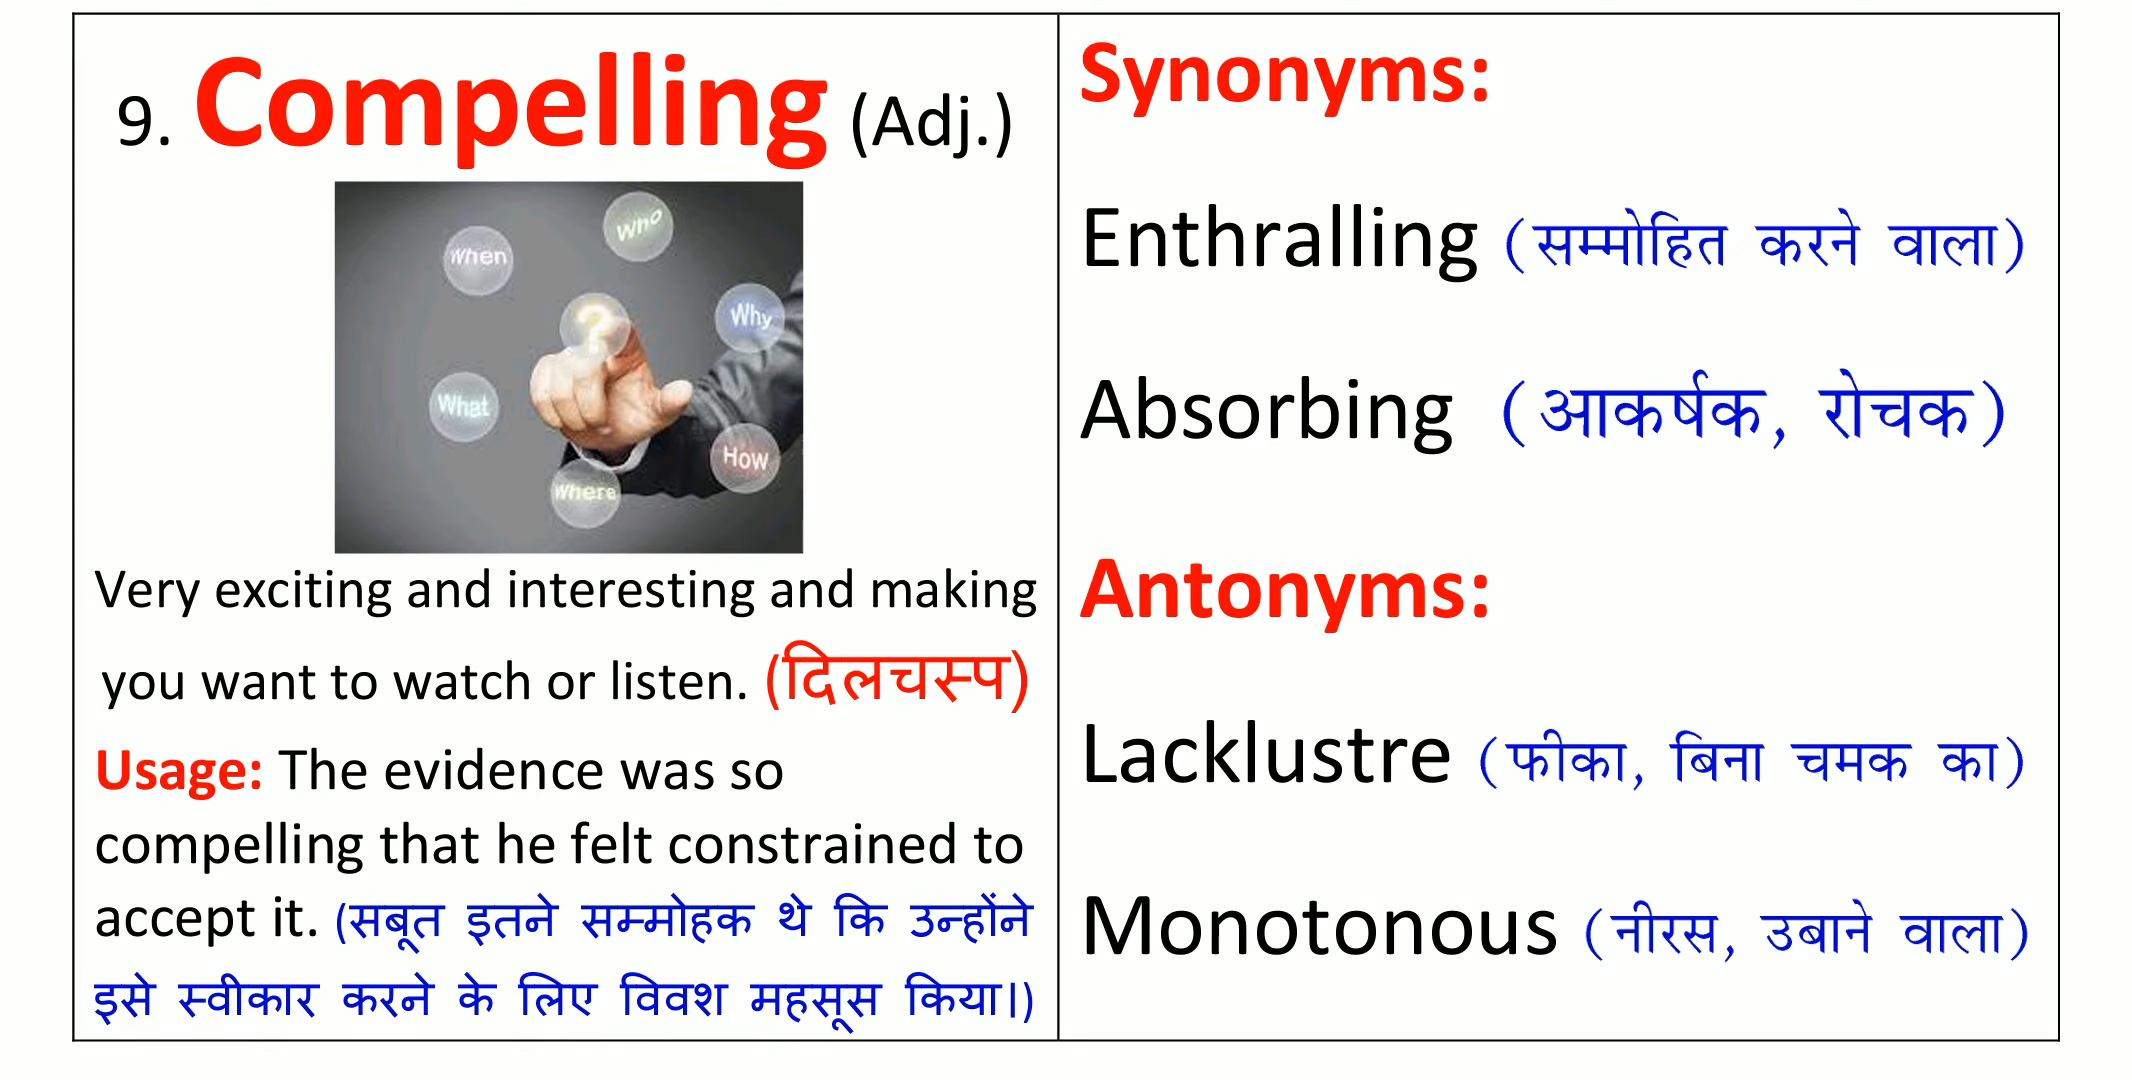 9. Compelling (Adj.)
When
Who
?
Why
What
How
Where
Very exciting and interesting and making
you want to watch or listen. (दिलचस्प)
Usage: The evidence was so
compelling that he felt constrained to
accept it. (सबूत इतने सम्मोहक थे कि उन्होंने
इसे स्वीकार करने के लिए विवश महसूस किया।)
Synonyms:
Enthralling (सम्मोहित करने वाला)
Absorbing (आकर्षक, रोचक)
Antonyms:
Lacklustre (फीका, बिना चमक का)
Monotonous (नीरस, उबाने वाला)